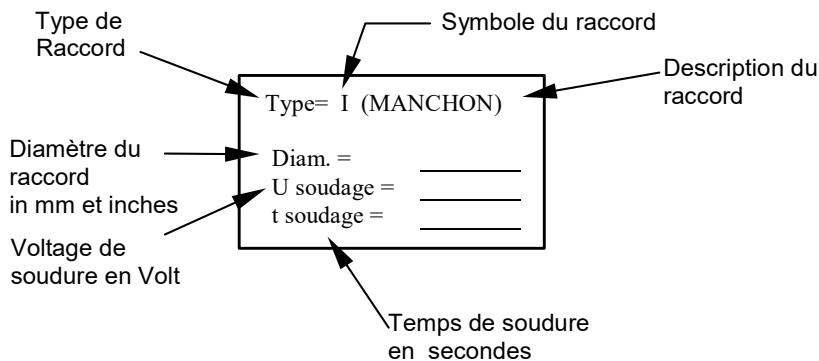 Type de
Raccord
Symbole du raccord
Description du
raccord
Type= I (MANCHON)
Diamètre du
raccord
in mm et inches
Diam. =
U soudage =
t soudage =
Voltage de
soudure en Volt
Temps de soudure
en secondes